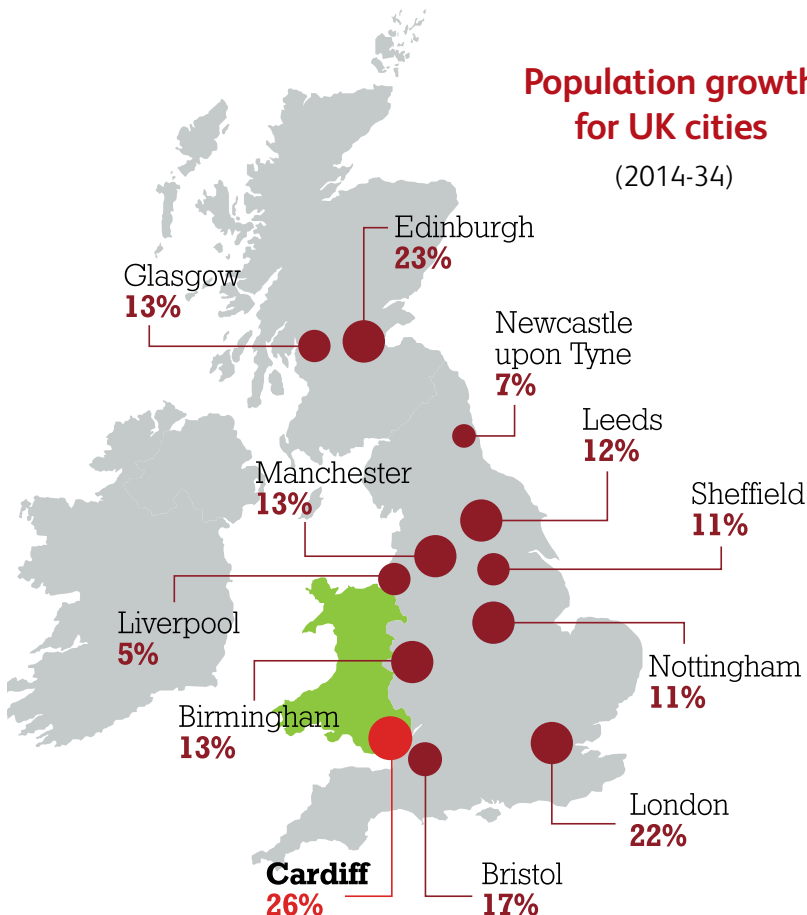 Population growth
for UK cities
(2014-34)
Edinburgh
23%
Glasgow
13%
Newcastle
upon Tyne
7%
Leeds
12%
Manchester
13%
Sheffield
11%
Liverpool
5%
Nottingham
11%
Birmingham
13%
London
22%
Cardiff
26%
Bristol
17%